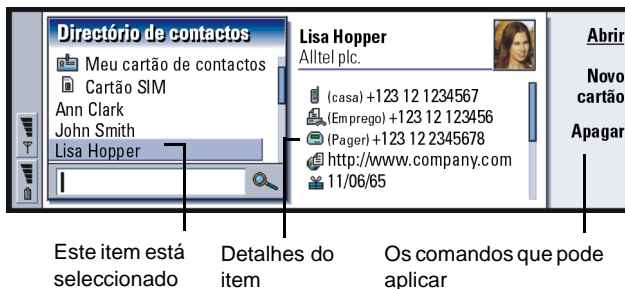 Directório de contactos
Meu cartão de contactos
Cartão SIM
Ann Clark
John Smith
Lisa Hopper
Lisa Hopper
Alltel plc.
(casa) +123 12 1234567
(Emprego) +123 12 123456
(Pager) +123 12 2345678
http://www.company.com
11/06/65
Abrir
Novo
cartão
Apagar
Este item está
seleccionado
Detalhes do
item
Os comandos que pode
aplicar